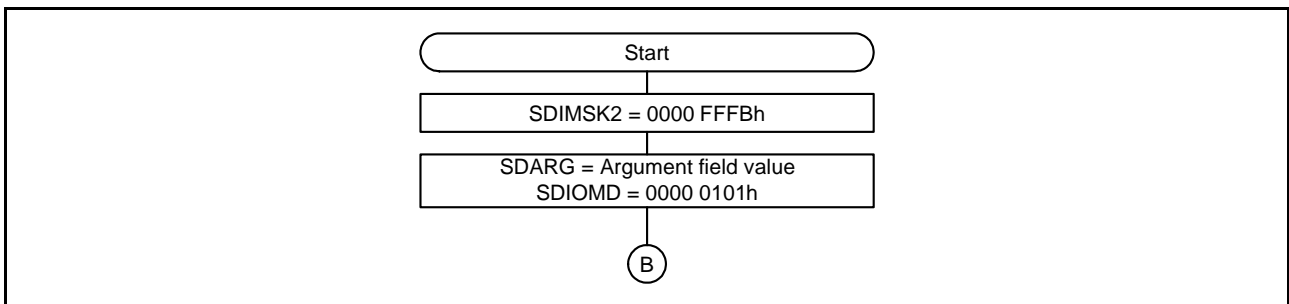 Start
SDIMSK2 = 0000 FFFBh
SDARG = Argument field value
SDIOMD = 0000 0101h
B